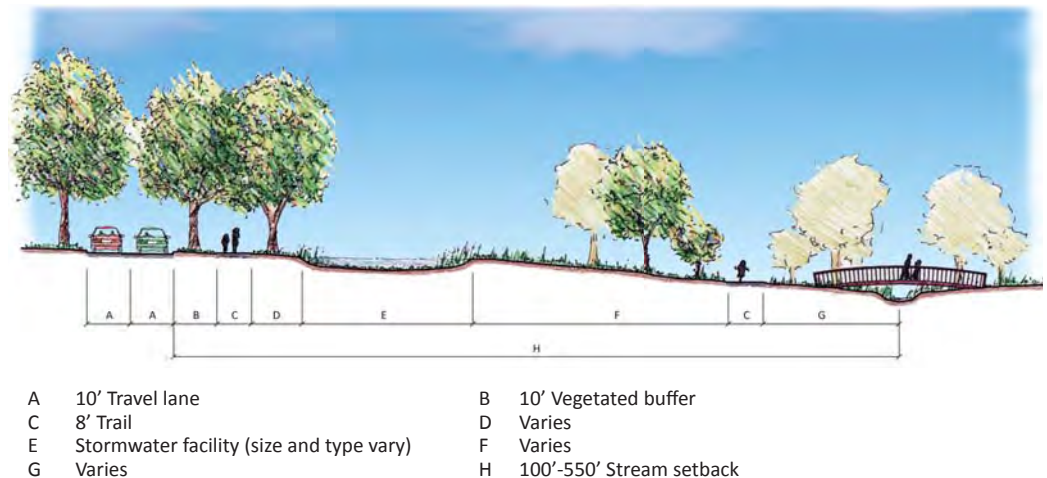 A A B C D E F C G
H
A 10’ Travel lane B 10’ Vegetated buffer
C 8’ Trail D Varies
E Stormwater facility (size and type vary) F Varies
G Varies H 100’-550’ Stream setback